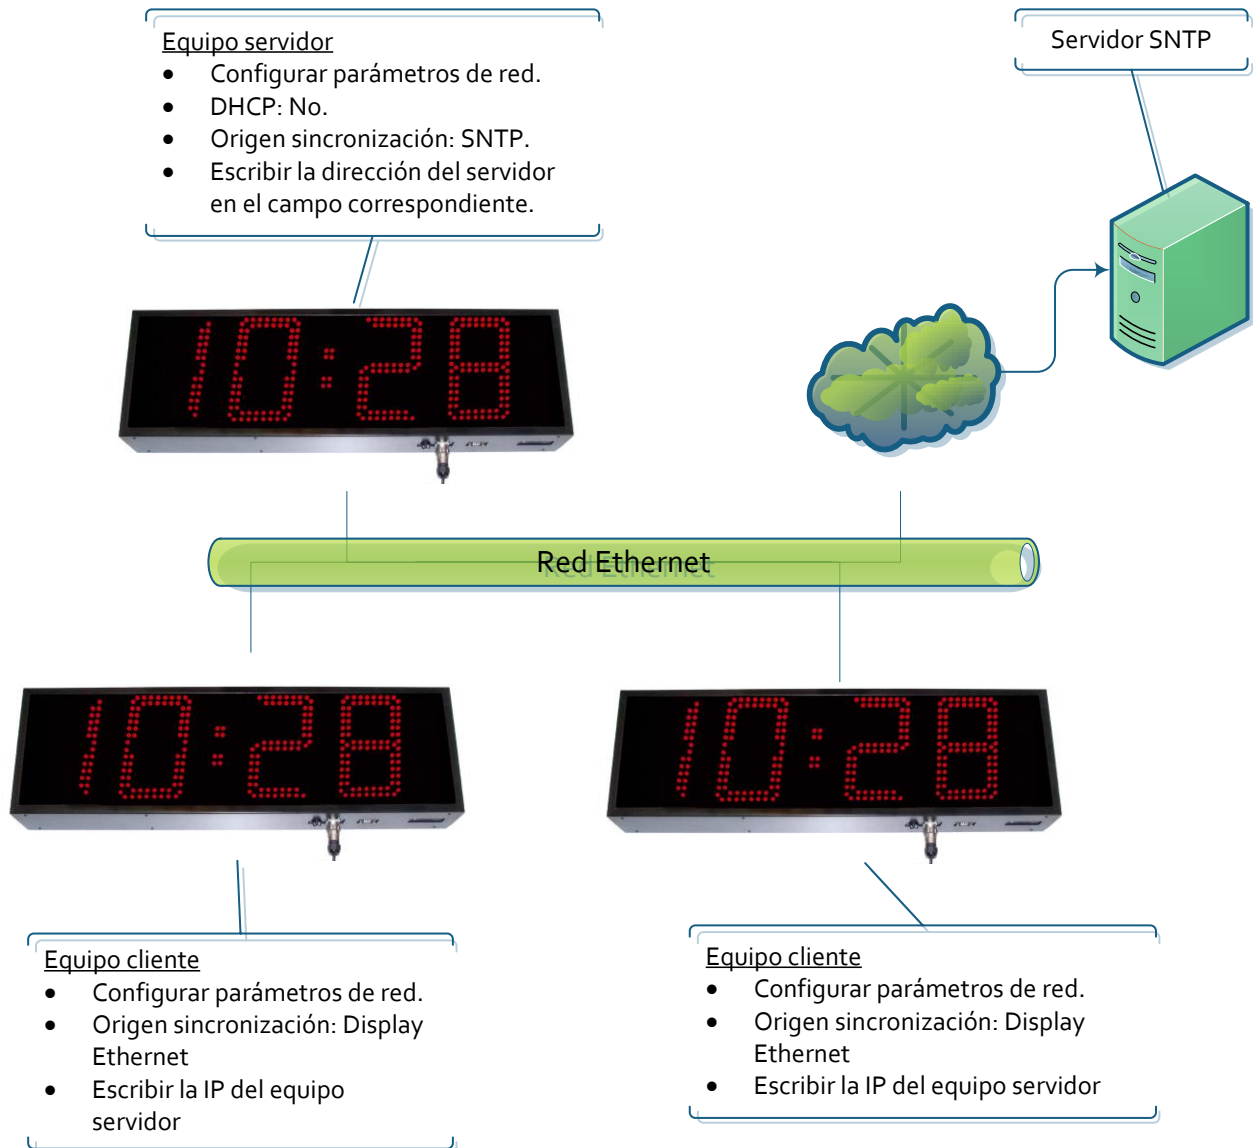 Equipo servidor
• Configurar parámetros de red.
• DHCP: No.
• Origen sincronización: SNTP.
• Escribir la dirección del servidor
en el campo correspondiente.
Servidor SNTP
10:28
Red Ethernet
10:28
10:28
Equipo cliente
• Configurar parámetros de red.
• Origen sincronización: Display
Ethernet
• Escribir la IP del equipo
servidor
Equipo cliente
• Configurar parámetros de red.
• Origen sincronización: Display
Ethernet
• Escribir la IP del equipo servidor